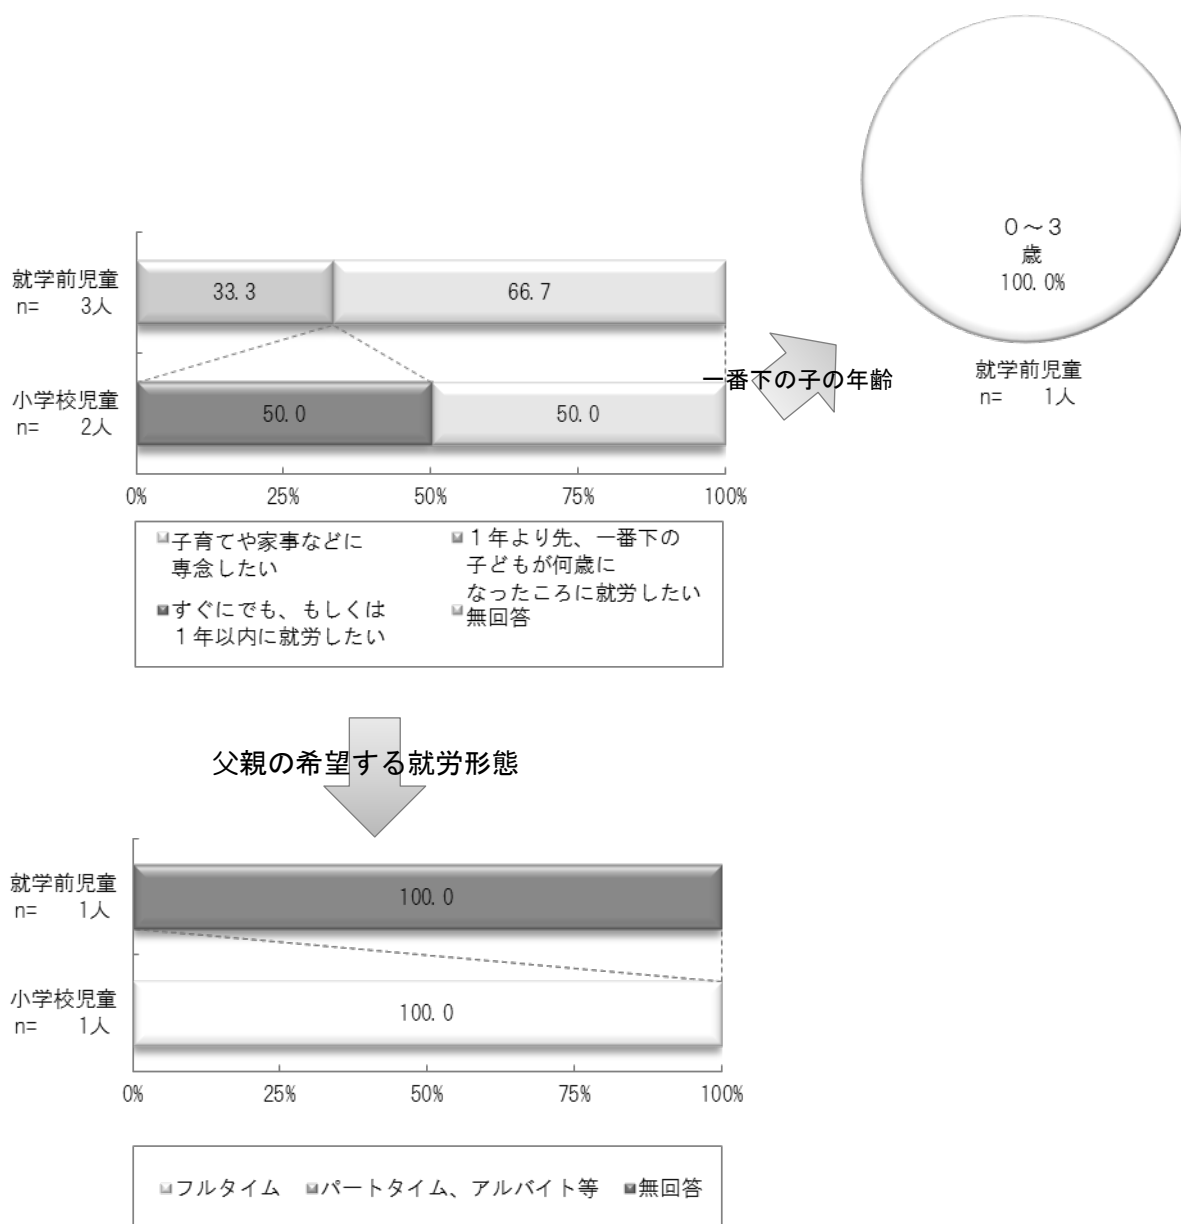 ０～３
歳
100.0%
就学前児童
n=　1人
就学前児童
n=　3人
33.3
66.7
一番下の子の年齢
小学校児童
n=　2人
50.0
50.0
0%
25%
50%
75%
100%
子育てや家事などに
専念したい
１年より先、一番下の
子どもが何歳に
なったころに就労したい
すぐにでも、もしくは
１年以内に就労したい
無回答
父親の希望する就労形態
就学前児童
n=　1人
100.0
小学校児童
n=　1人
100.0
0%
25%
50%
75%
100%
フルタイム
パートタイム、アルバイト等
無回答